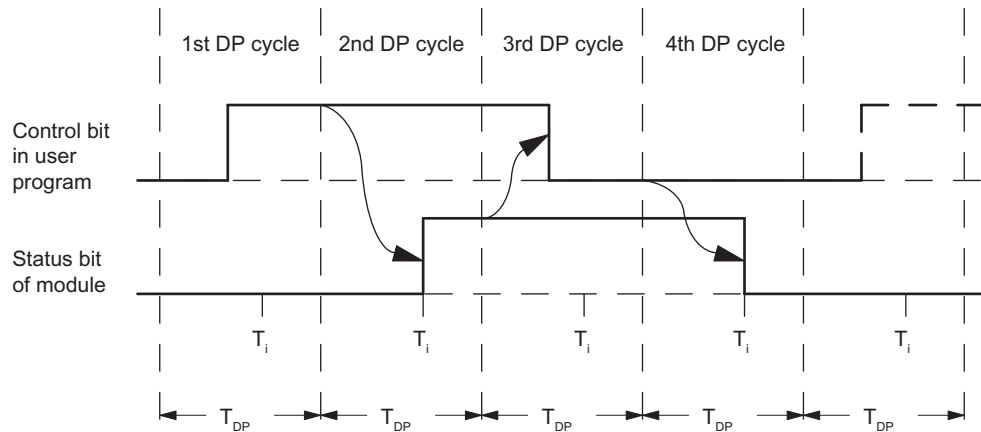 1st DP cycle
2nd DP cycle
3rd DP cycle
4th DP cycle
Control bit
in user
program
Status bit
of module
Ti
Ti
Ti
Ti
Ti
TDP
TDP
TDP
TDP
TDP